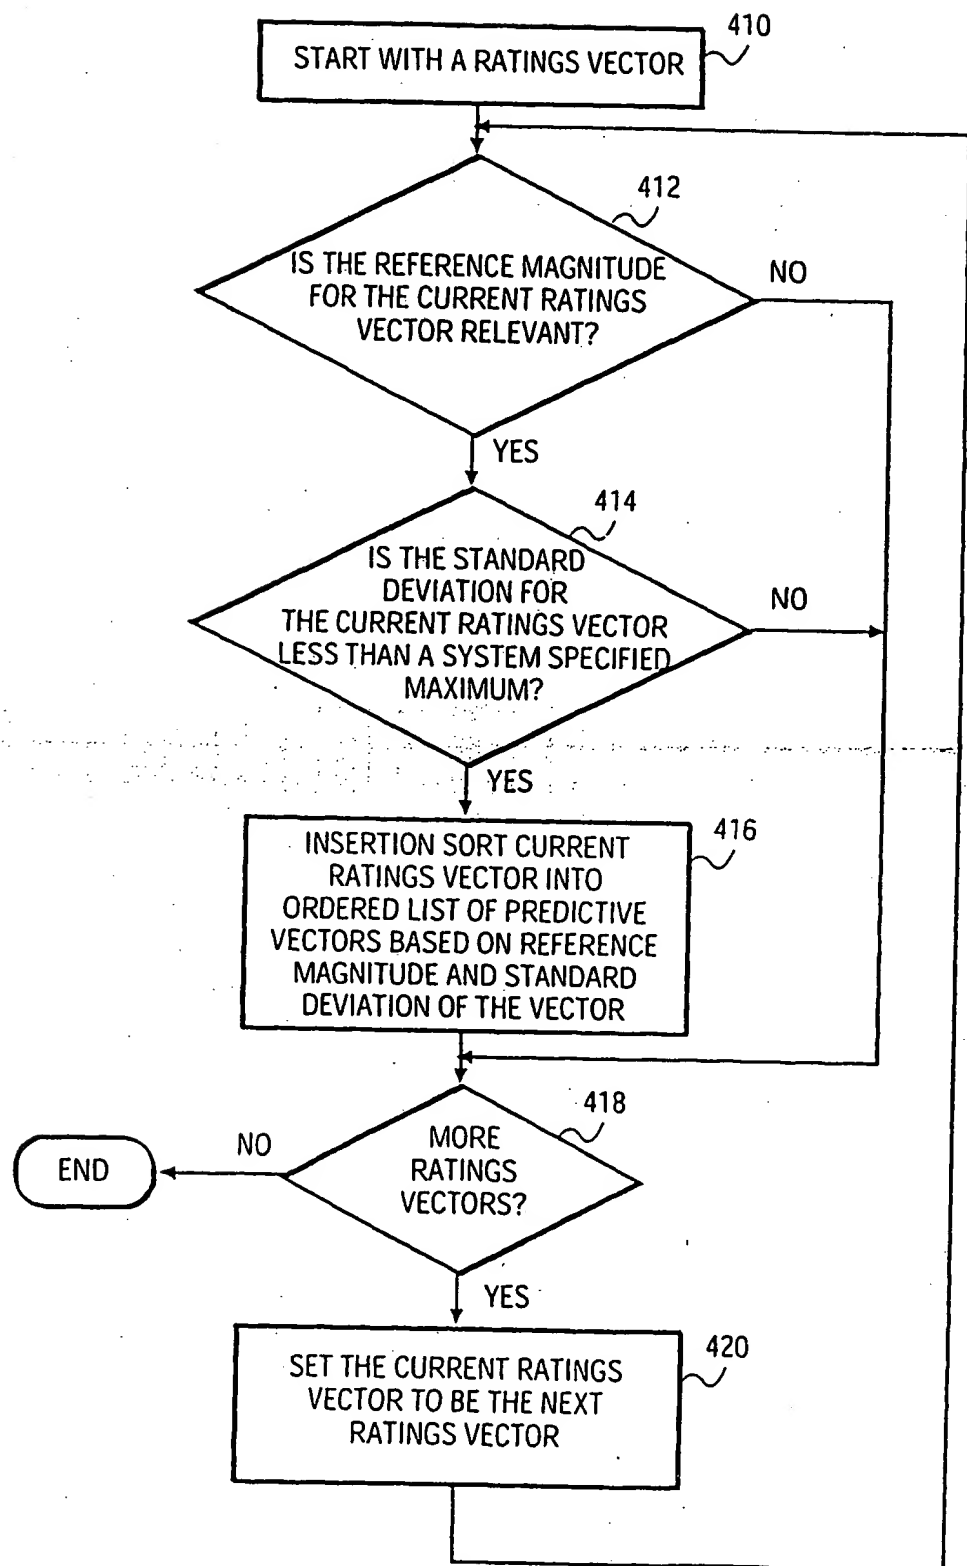 410
START WITH A RATINGS VECTOR
412
IS THE REFERENCE MAGNITUDE
FOR THE CURRENT RATINGS
VECTOR RELEVANT?
NO
YES
414
IS THE STANDARD
DEVIATION FOR
THE CURRENT RATINGS VECTOR
LESS THAN A SYSTEM SPECIFIED
MAXIMUM?
NO
YES
416
INSERTION SORT CURRENT
RATINGS VECTOR INTO
ORDERED LIST OF PREDICTIVE
VECTORS BASED ON REFERENCE
MAGNITUDE AND STANDARD
DEVIATION OF THE VECTOR
418
MORE
RATINGS
VECTORS?
NO
END
YES
420
SET THE CURRENT RATINGS
VECTOR TO BE THE NEXT
RATINGS VECTOR